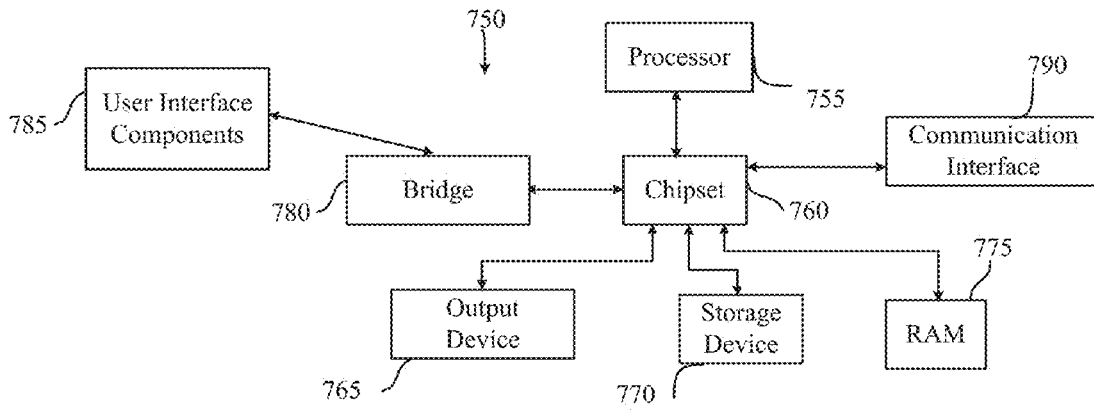 750
Processor
755
790
User Interface
Components
785
Communication
Interface
Bridge
780
Chipset
760
775
Output
Device
765
Storage
Device
770
RAM